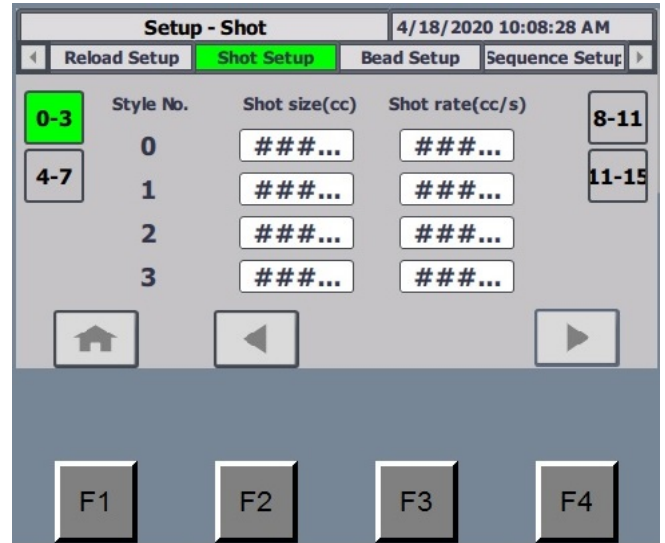 Setup - Shot 4/18/2020 10:08:28 AM
Reload Setup Shot Setup Bead Setup Sequence Setup
0-3 Style No. Shot size(cc) Shot rate(cc/s) 8-11
0 ###... ###...
4-7 1 ###... ###... 11-15
2 ###... ###...
3 ###... ###...
F1 F2 F3 F4